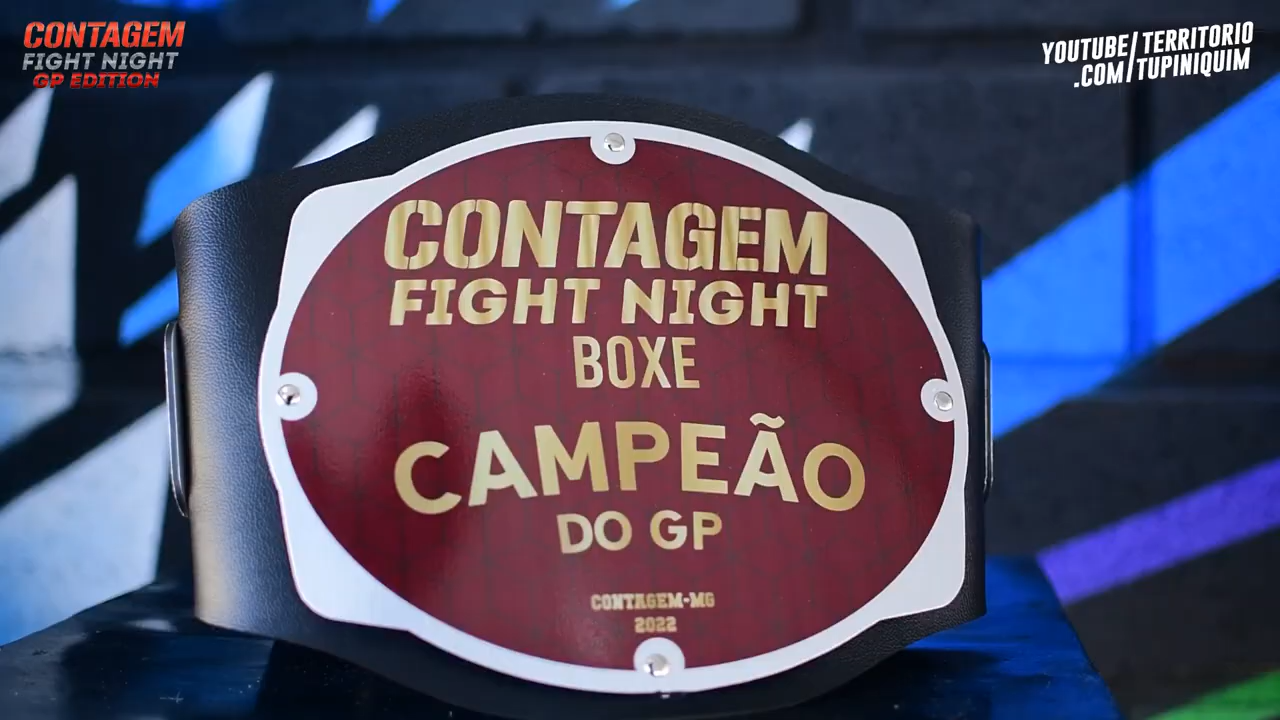 CONTAGEM
FIGHT NIGHT
GP EDITION
YOUTUBE/TERRITORIO
.COM/TUPINIQUIM
CONTAGEM
FIGHT NIGHT
BOXE
CAMPEÃO
DO GP
CONTAGEM-MG
2022